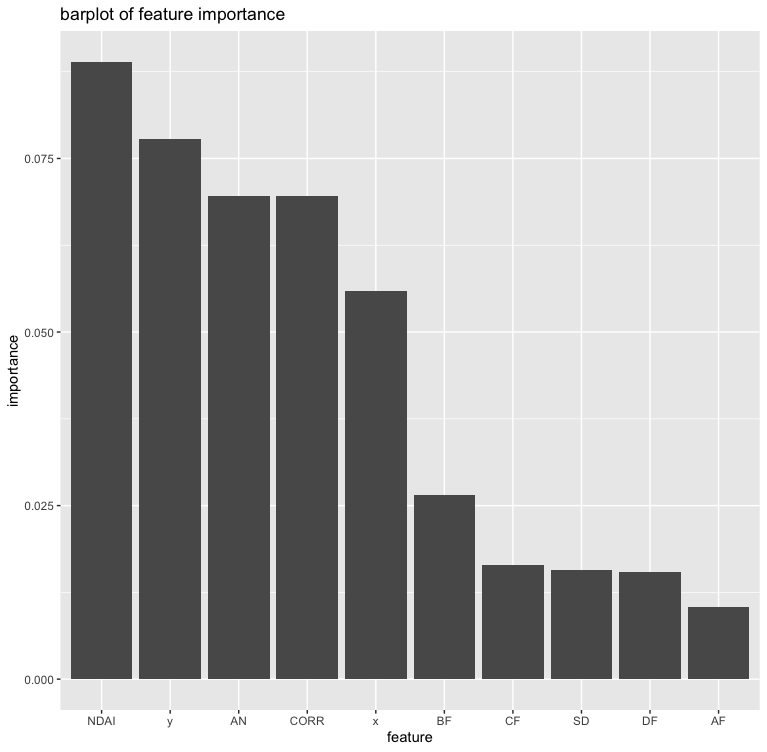 barplot of feature importance
importance
0.075
0.050
0.025
0.000
NDAI y AN CORR x BF CF SD DF AF
feature